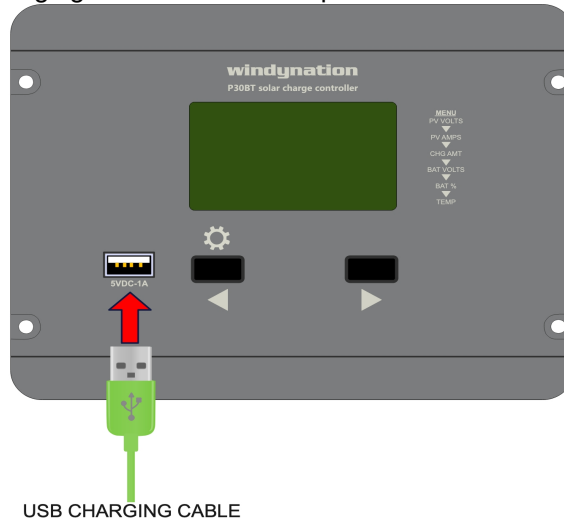 windynation
P30BT solar charge controller
MENU
PV VOLTS
PV AMPS
CHG AMT
BAT VOLTS
BAT %
TEMP
5VDC-1A
USB CHARGING CABLE